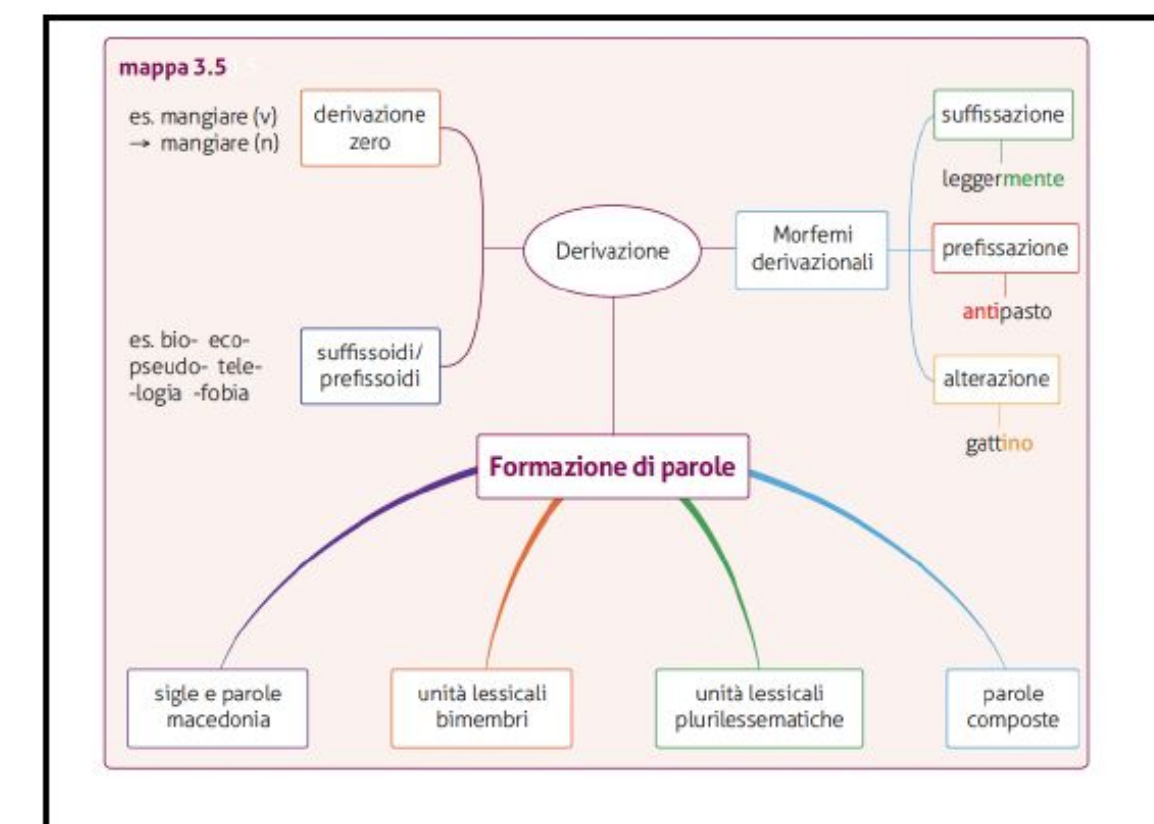 mappa 3.5
es. mangiare (v)
→ mangiare (n)
derivazione
zero
es. bio- eco-
pseudo- tele-
-logia -fobia
suffissoidi/
prefissoidi
Derivazione
Morfemi
derivazionali
suffissazione
leggermente
prefissazione
antipasto
alterazione
gattino
Formazione di parole
sigle e parole
macedonia
unità lessicali
bimembri
unità lessicali
plurilessematiche
parole
composte